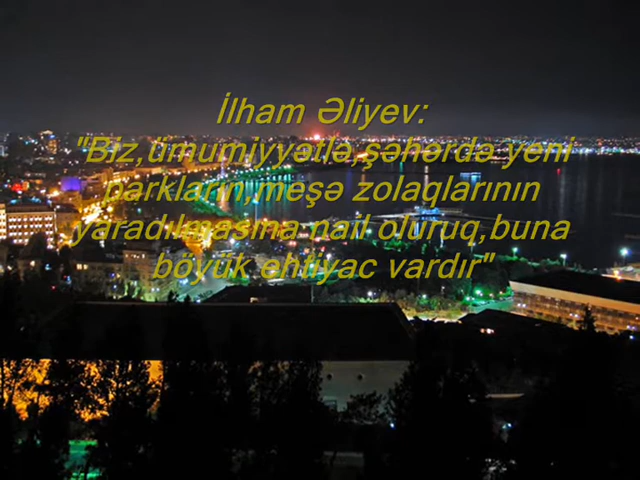 İlham Əliyev:
"Biz,ümumiyyətlə,şəhərdə yeni
parkların,meşə zolaqlarının
yaradılmasına nail oluruq,buna
böyük ehtiyac vardır"